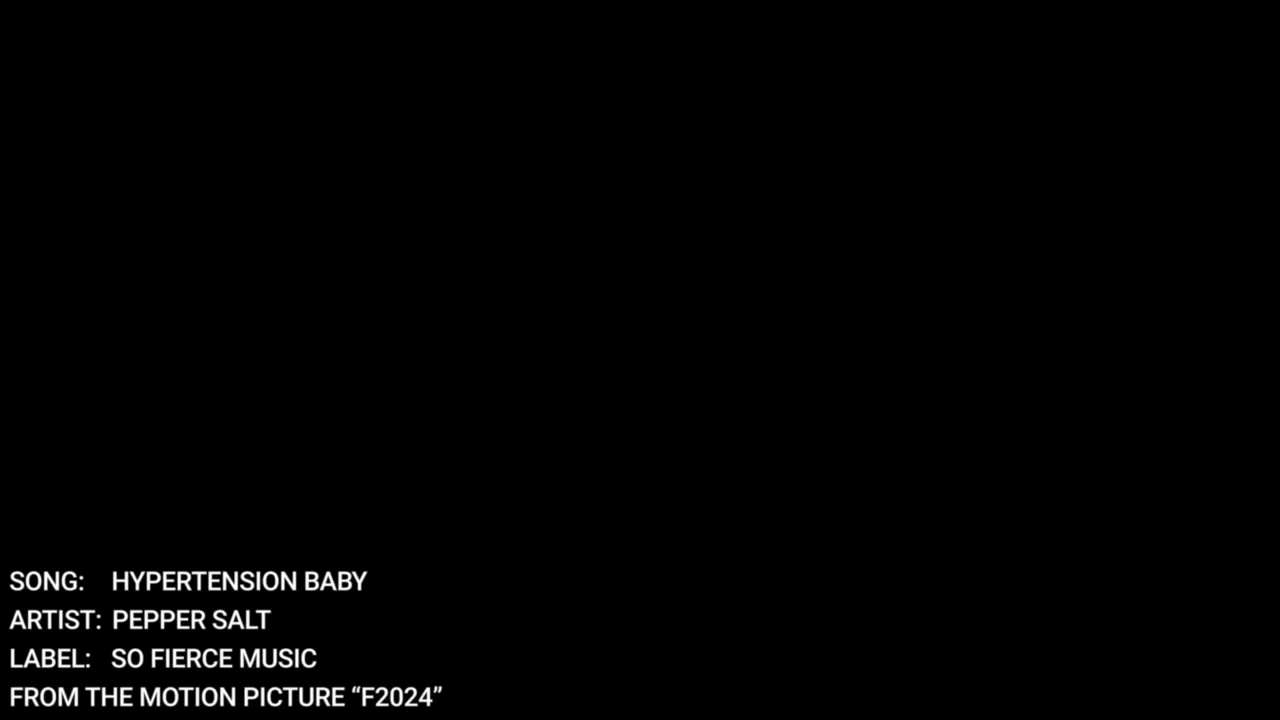 SONG: HYPERTENSION BABY
ARTIST: PEPPER SALT
LABEL: SO FIERCE MUSIC
FROM THE MOTION PICTURE “F2024”